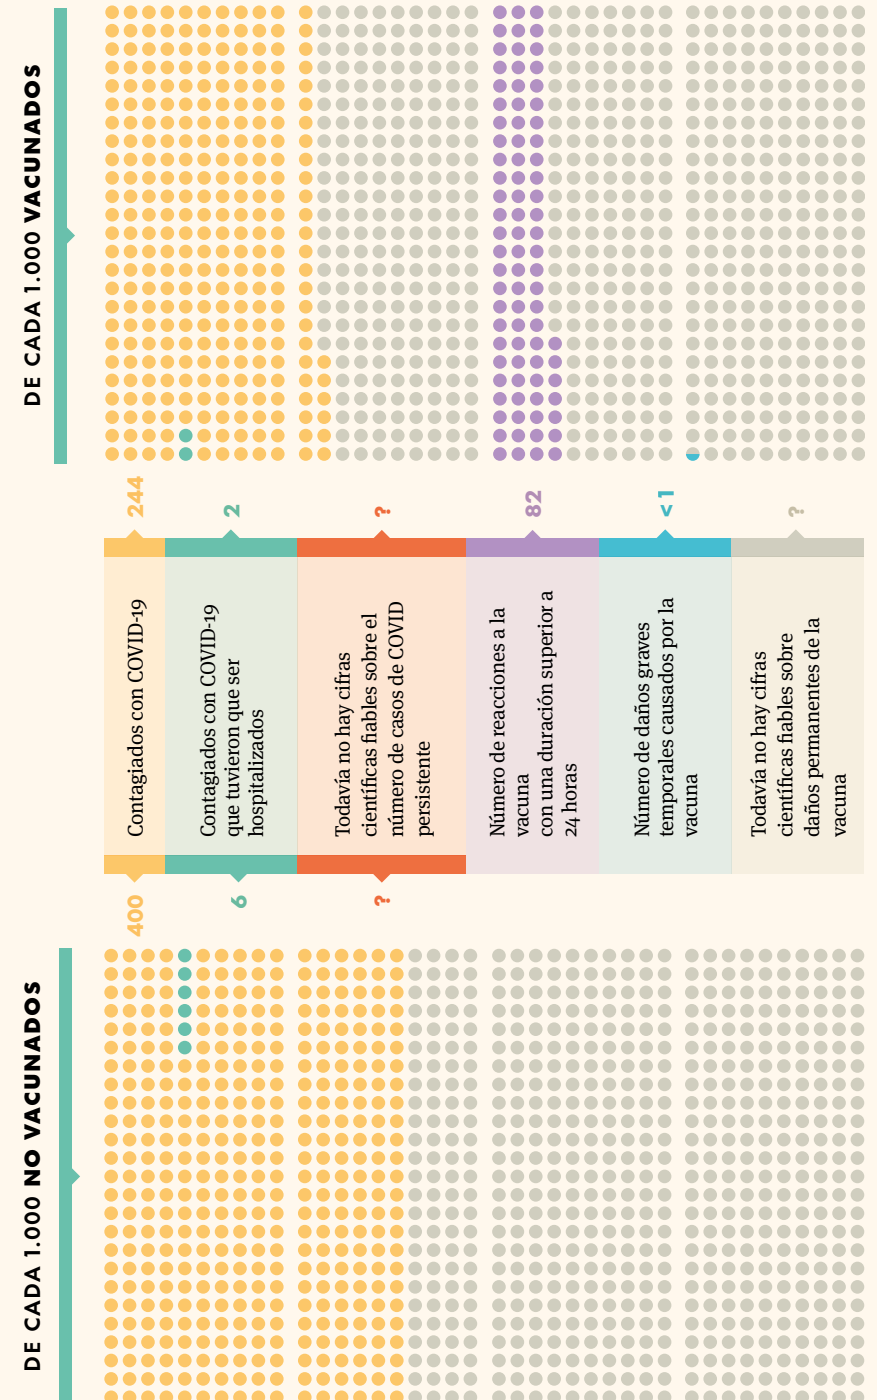 DE CADA 1.000 NO VACUNADOS
DE CADA 1.000 VACUNADOS
400
Contagiados con COVID-19
244
6
Contagiados con COVID-19
que tuvieron que ser
hospitalizados
2
?
Todavía no hay cifras
científicas fiables sobre el
número de casos de COVID
persistente
?
Número de reacciones a la
vacuna
con una duración superior a
24 horas
82
Número de daños graves
temporales causados por la
vacuna
<1
Todavía no hay cifras
científicas fiables sobre
daños permanentes de la
vacuna
?